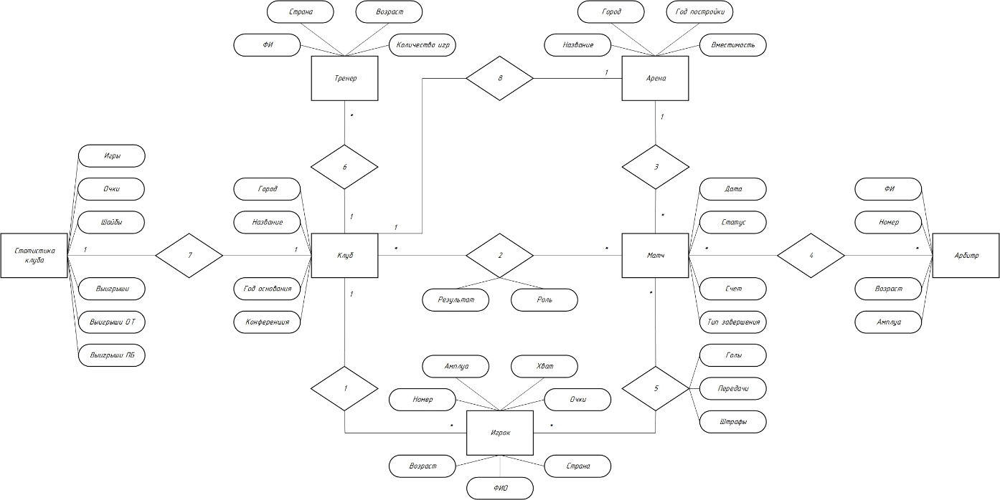 Страна
Возраст
Город
Год постройки
ФИ
Количество игр
Название
Вместимость
Тренер
8
1
Арена
*
1
Игры
6
3
Город
Дата
ФИ
Очки
Шайбы
Название
1
1
*
Статус
Номер
Статистика
клуба
1
7
1
Клуб
*
2
*
Матч
*
4
*
Арбитр
Выигрыши
Год основания
1
Результат
Роль
*
Счет
Возраст
Выигрыши ОТ
Конференция
Тип завершения
Амплуа
Выигрыши ПБ
Голы
Амплуа
Хват
1
Номер
Очки
5
Передачи
*
Игрок
*
Штрафы
Возраст
Страна
ФИО